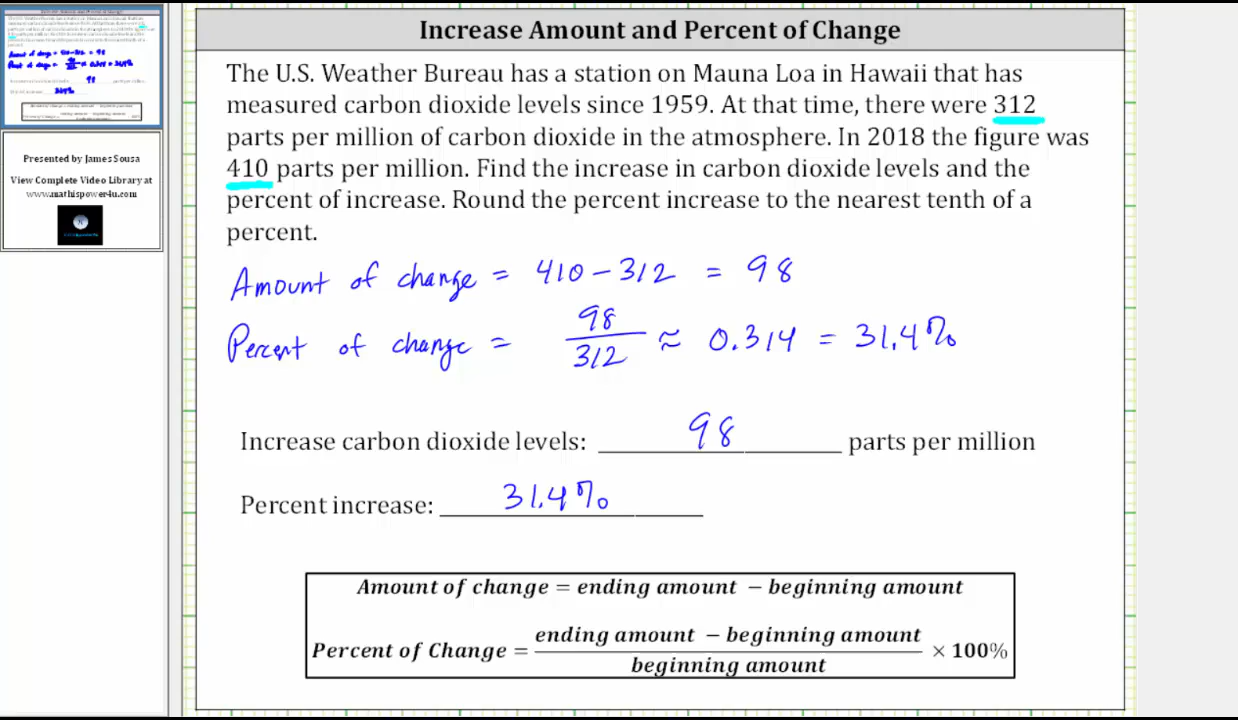 Increase Amount and Percent of Change
The U.S. Weather Bureau has a station on Mauna Loa in Hawaii that has
measured carbon dioxide levels since 1959. At that time, there were 312
parts per million of carbon dioxide in the atmosphere. In 2018 the figure was
410 parts per million. Find the increase in carbon dioxide levels and the
percent of increase. Round the percent increase to the nearest tenth of a
percent.
Amount of change = 410 - 312 = 98
Percent of change = 98/312 ≈ 0.314 = 31.4%
Increase carbon dioxide levels: 98 parts per million
Percent increase: 31.4%
Amount of change = ending amount − beginning amount
Percent of Change = ending amount − beginning amount / beginning amount × 100%
Presented by James Sousa
View Complete Video Library at
www.mathispower4u.com